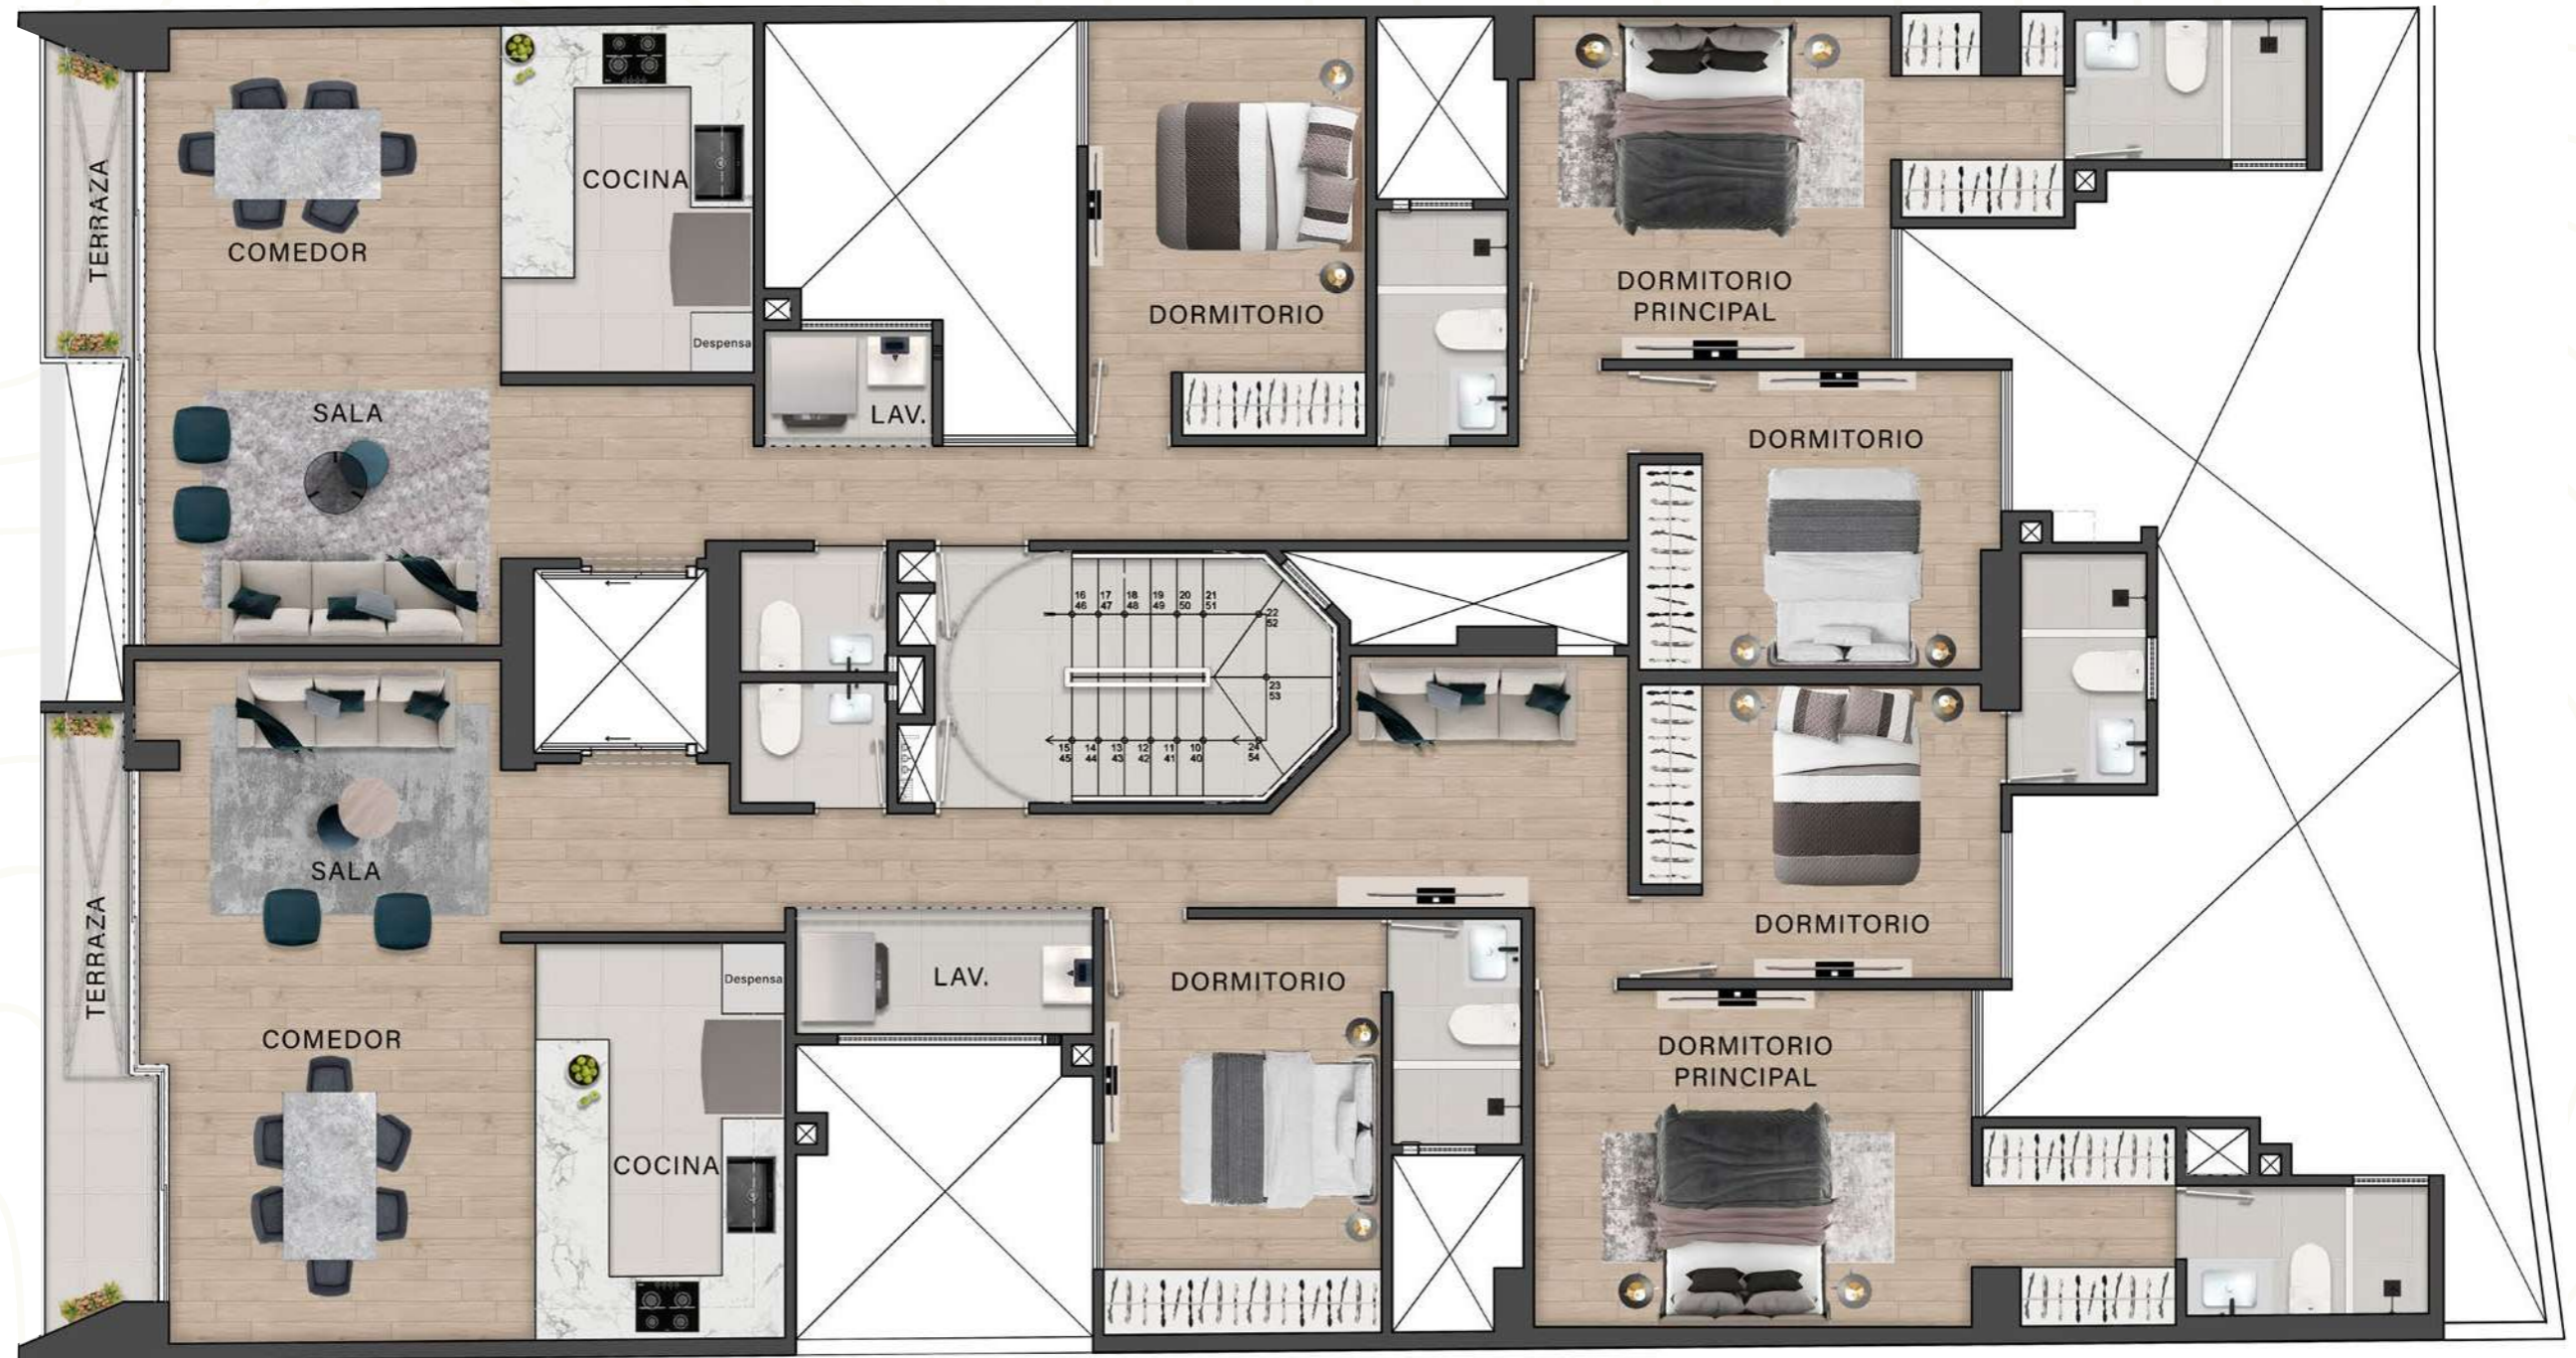 TERRAZA
COMEDOR
COCINA
Despensa
SALA
LAV.
DORMITORIO
DORMITORIO
PRINCIPAL
DORMITORIO
16 17 18 19 20 21
46 47 48 49 50 51
22
52
23
53
15 14 13 12 11 10 24
45 44 43 42 41 40 54
SALA
TERRAZA
COMEDOR
Despensa
COCINA
LAV.
DORMITORIO
DORMITORIO
DORMITORIO
PRINCIPAL